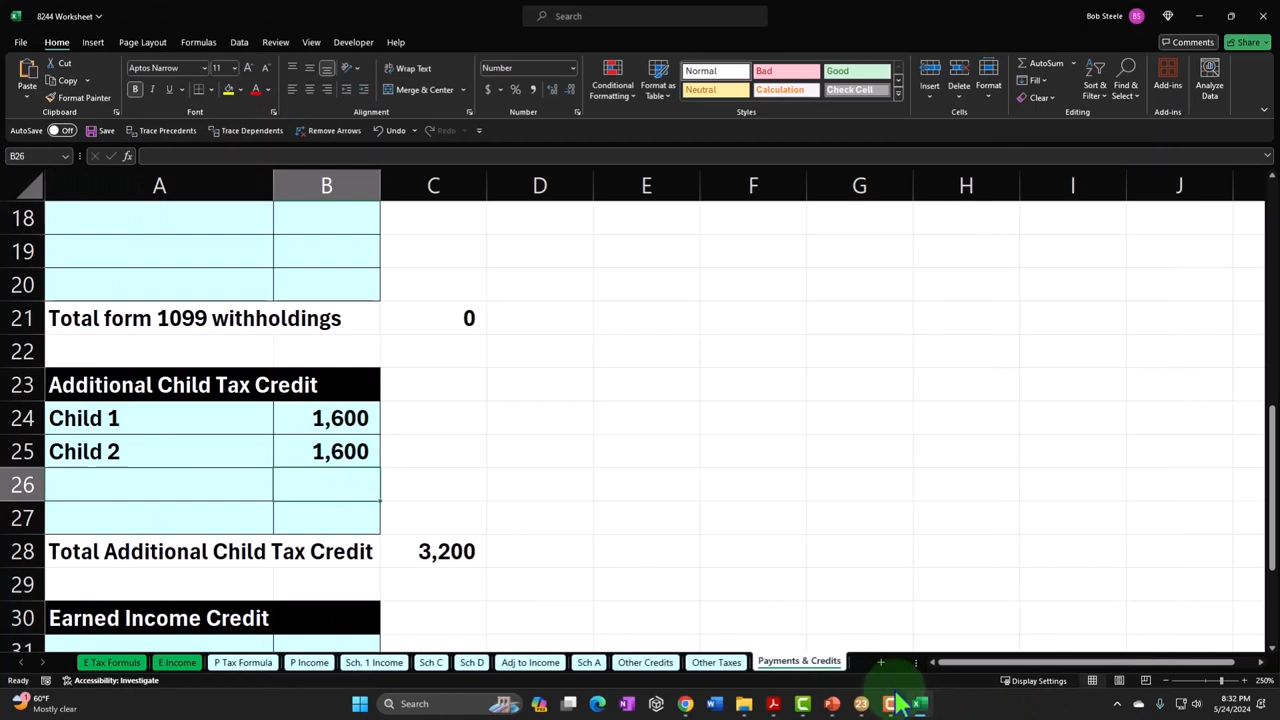 8244 Worksheet
Search
Bob Steele
BS
File Home Insert Page Layout Formulas Data Review View Developer Help
Comments
Share
Paste
Cut
Copy
Format Painter
Clipboard
Aptos Narrow
11
Font
Wrap Text
Merge & Center
Alignment
Number
Number
Conditional Formatting
Format as Table
Normal Bad Good
Neutral Calculation Check Cell
Styles
Insert Delete Format
Cells
AutoSum
Fill
Clear
Sort & Filter
Find & Select
Editing
Add-ins
Add-ins
Analyze Data
AutoSave Off Save Trace Precedents Trace Dependents Remove Arrows Undo Redo
B26
fx
A B C D E F G H I J
18
19
20
21 Total form 1099 withholdings 0
22
23 Additional Child Tax Credit
24 Child 1 1,600
25 Child 2 1,600
26
27
28 Total Additional Child Tax Credit 3,200
29
30 Earned Income Credit
31
E Tax Formuls E Income P Tax Formula P Income Sch. 1 Income Sch C Sch D Adj to Income Sch A Other Credits Other Taxes Payments & Credits
Ready Accessibility: Investigate Display Settings 250%
1
60°F
Mostly clear
Search
23
8:32 PM
5/24/2024